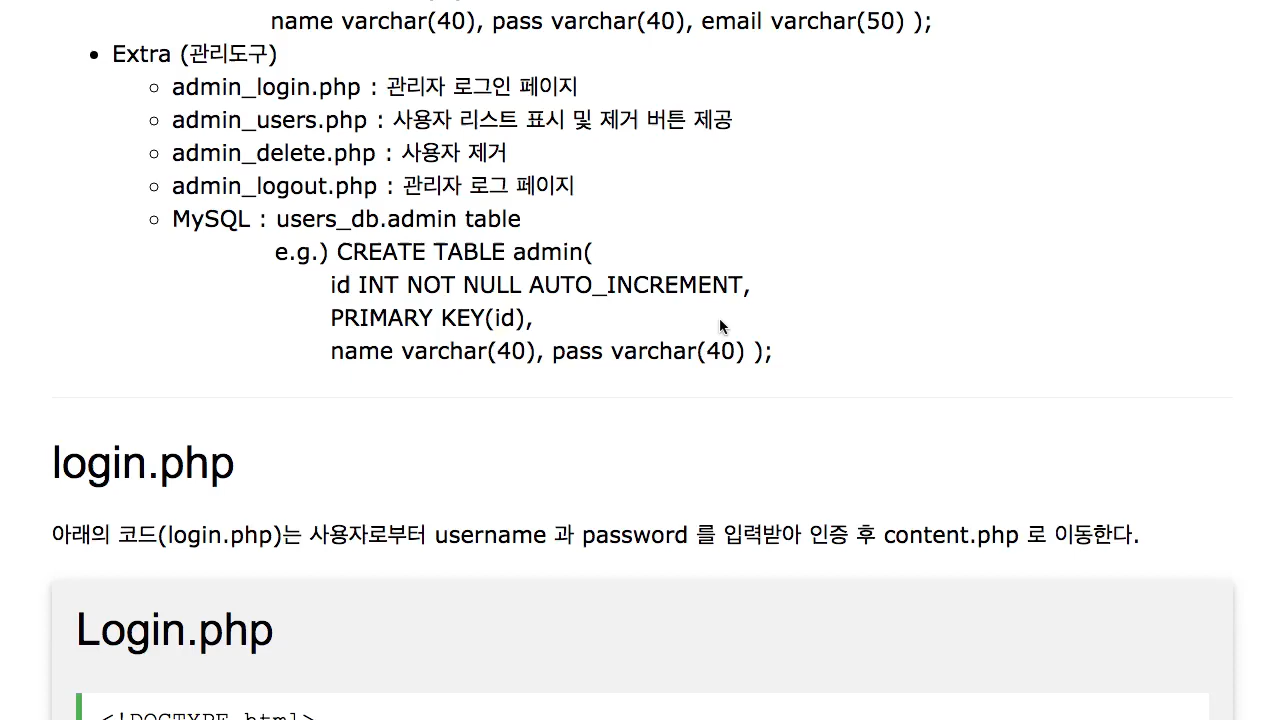 name varchar(40), pass varchar(40), email varchar(50) );
Extra (관리도구)
admin_login.php : 관리자 로그인 페이지
admin_users.php : 사용자 리스트 표시 및 제거 버튼 제공
admin_delete.php : 사용자 제거
admin_logout.php : 관리자 로그 페이지
MySQL : users_db.admin table
e.g.) CREATE TABLE admin(
id INT NOT NULL AUTO_INCREMENT,
PRIMARY KEY(id),
name varchar(40), pass varchar(40) );
login.php
아래의 코드(login.php)는 사용자로부터 username 과 password 를 입력받아 인증 후 content.php 로 이동한다.
Login.php
<!DOCTYPE html>